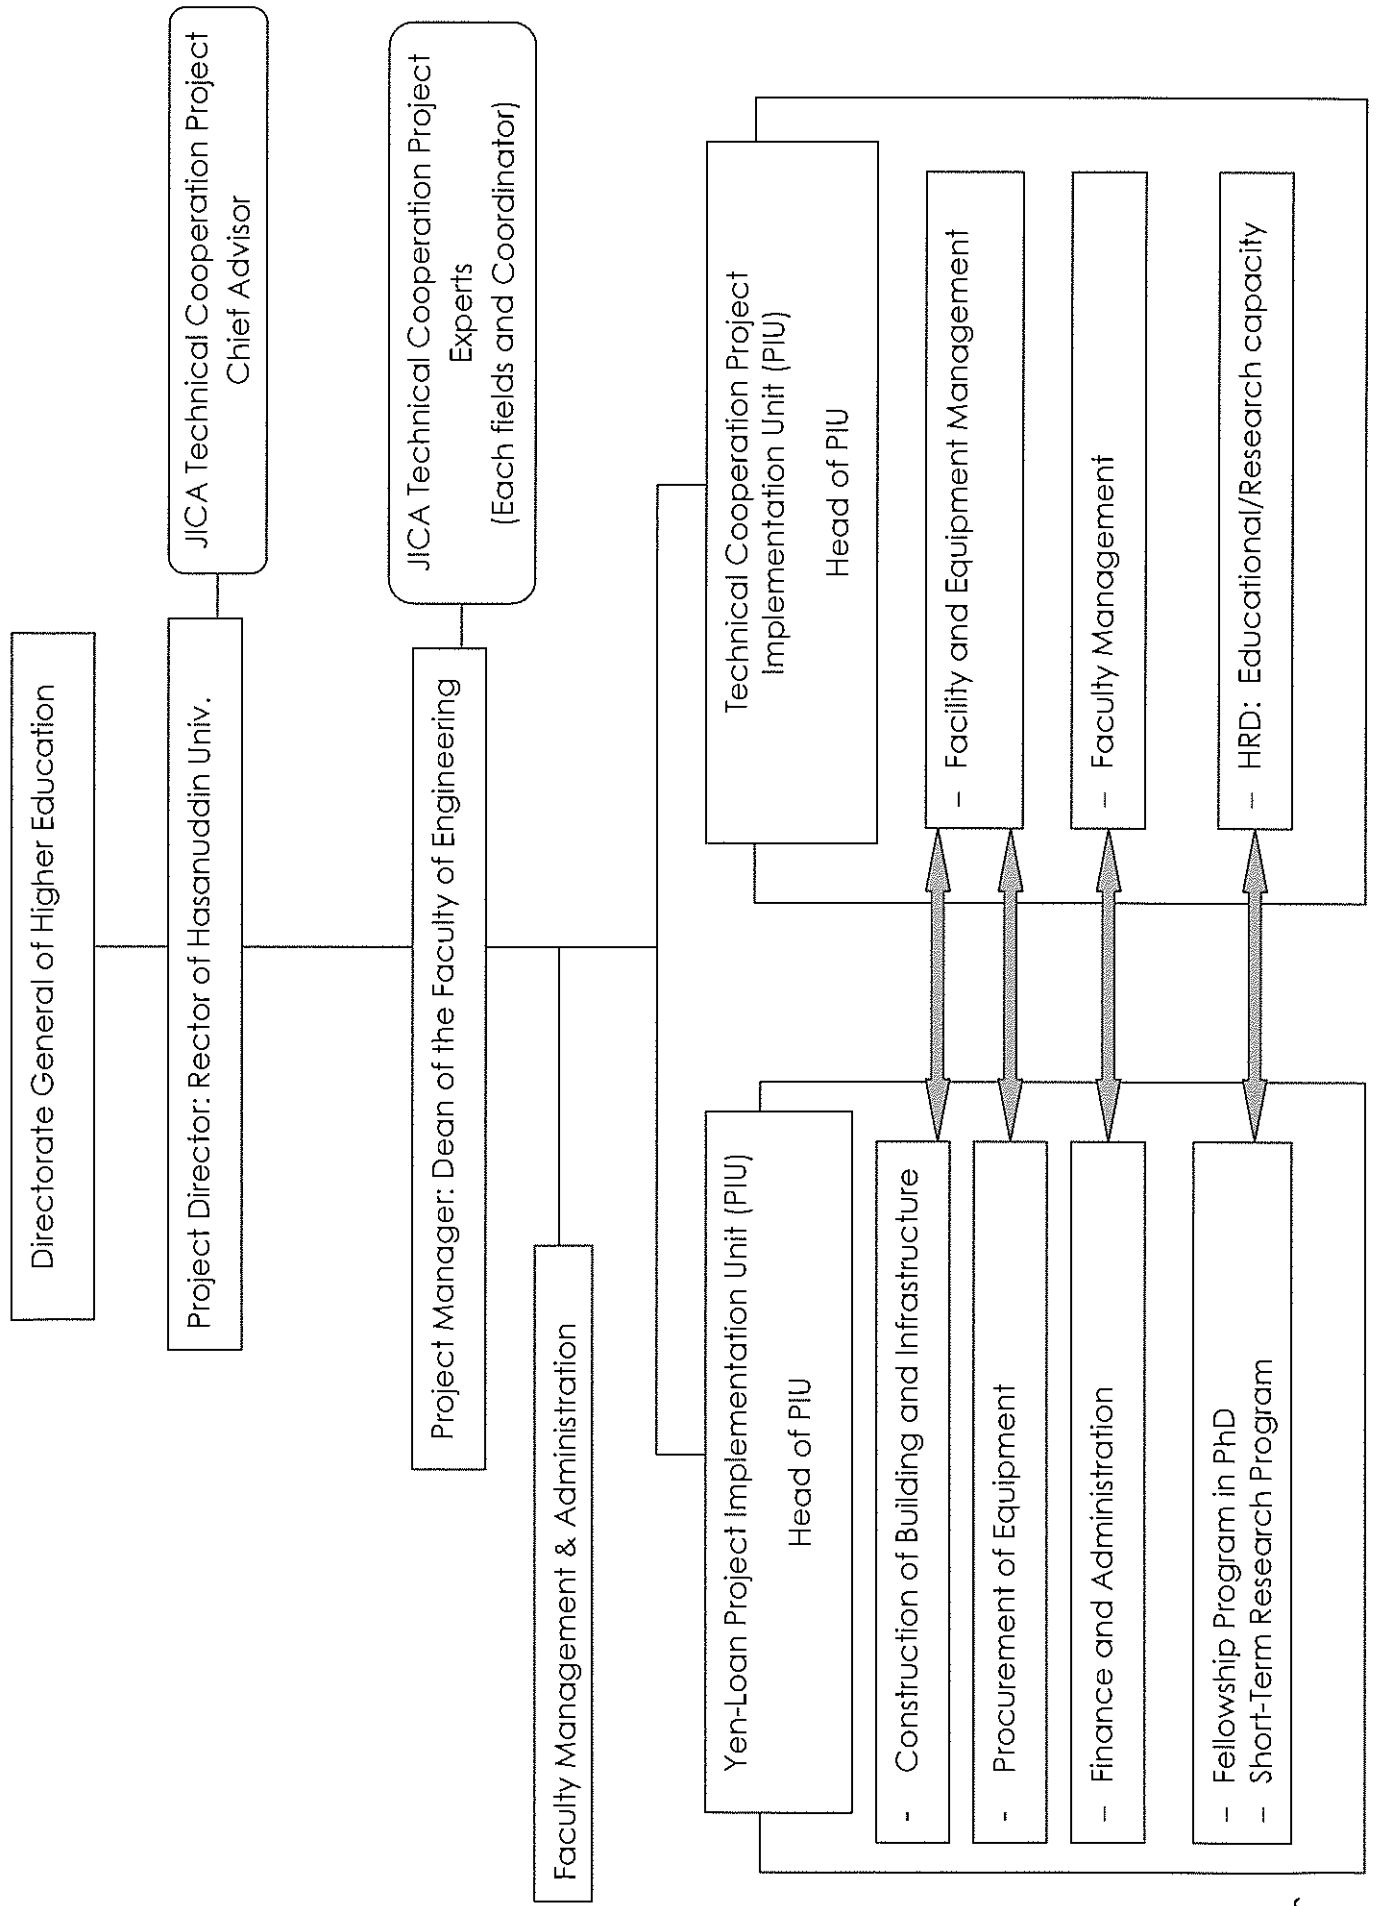 Directorate General of Higher Education
Project Director: Rector of Hasanuddin Univ.
JICA Technical Cooperation Project
Chief Advisor
Project Manager: Dean of the Faculty of Engineering
JICA Technical Cooperation Project
Experts
(Each fields and Coordinator)
Faculty Management & Administration
Yen-Loan Project Implementation Unit (PIU)
Head of PIU
- Construction of Building and Infrastructure
- Procurement of Equipment
– Finance and Administration
– Fellowship Program in PhD
– Short-Term Research Program
Technical Cooperation Project
Implementation Unit (PIU)
Head of PIU
– Facility and Equipment Management
– Faculty Management
– HRD: Educational/Research capacity